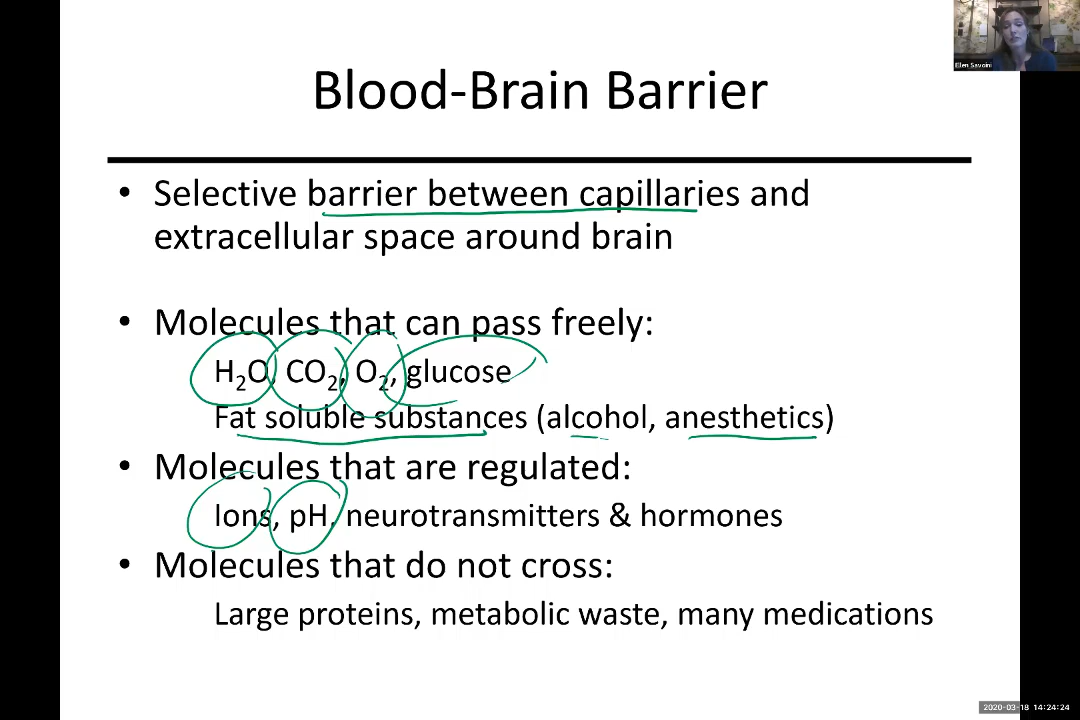 Ellen Savoini
Blood-Brain Barrier
• Selective barrier between capillaries and
extracellular space around brain
• Molecules that can pass freely:
H₂O, CO₂, O₂, glucose
Fat soluble substances (alcohol, anesthetics)
• Molecules that are regulated:
Ions, pH, neurotransmitters & hormones
• Molecules that do not cross:
Large proteins, metabolic waste, many medications
2020-03-18 14:24:24